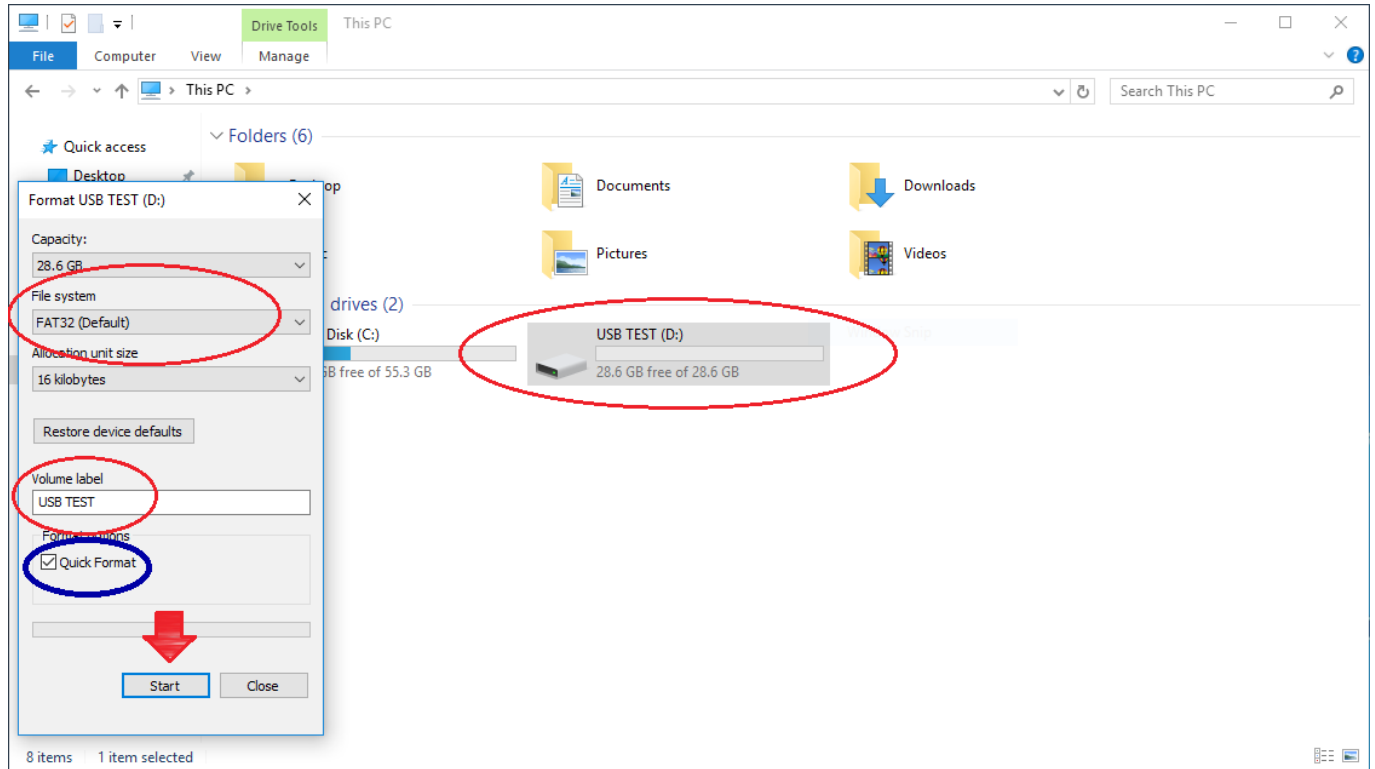 Drive Tools This PC
File Computer View Manage
This PC
Search This PC
Quick access
Desktop
Folders (6)
Documents
Downloads
Pictures
Videos
drives (2)
Disk (C:)
free of 55.3 GB
USB TEST (D:)
28.6 GB free of 28.6 GB
Format USB TEST (D:)
Capacity:
28.6 GB
File system
FAT32 (Default)
Allocation unit size
16 kilobytes
Restore device defaults
Volume label
USB TEST
Format options
Quick Format
Start Close
8 items 1 item selected